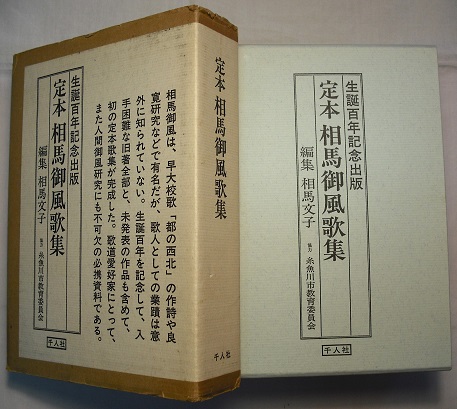 生誕百年記念出版
定本 相馬御風歌集
編集 相馬文子
協力 糸魚川市教育委員会
千人社
定本 相馬御風歌集
相馬御風は、早大校歌「都の西北」の作詩や良
寛研究などで有名だが、歌人としての業蹟は意
外に知られていない。生誕百年を記念して、入
手困難な旧著全部と、未発表の作品も含めて、
初の定本歌集が完成した。歌道愛好家にとって、
また人間御風研究にも不可欠の必携資料である。
生誕百年記念出版
定本 相馬御風歌集
編集 相馬文子
協力 糸魚川市教育委員会
千人社